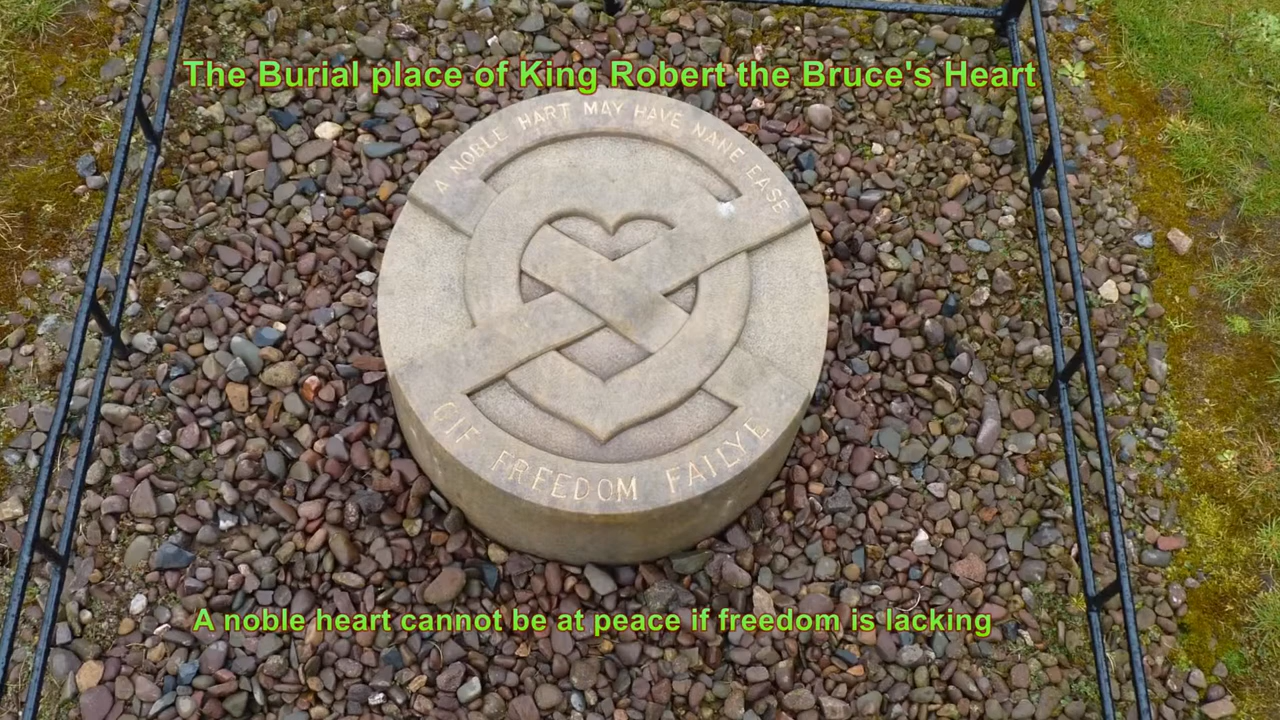 The Burial place of King Robert the Bruce's Heart
A NOBLE HART MAY HAVE NANE EASE
GIF FREEDOM FAILYE
A noble heart cannot be at peace if freedom is lacking